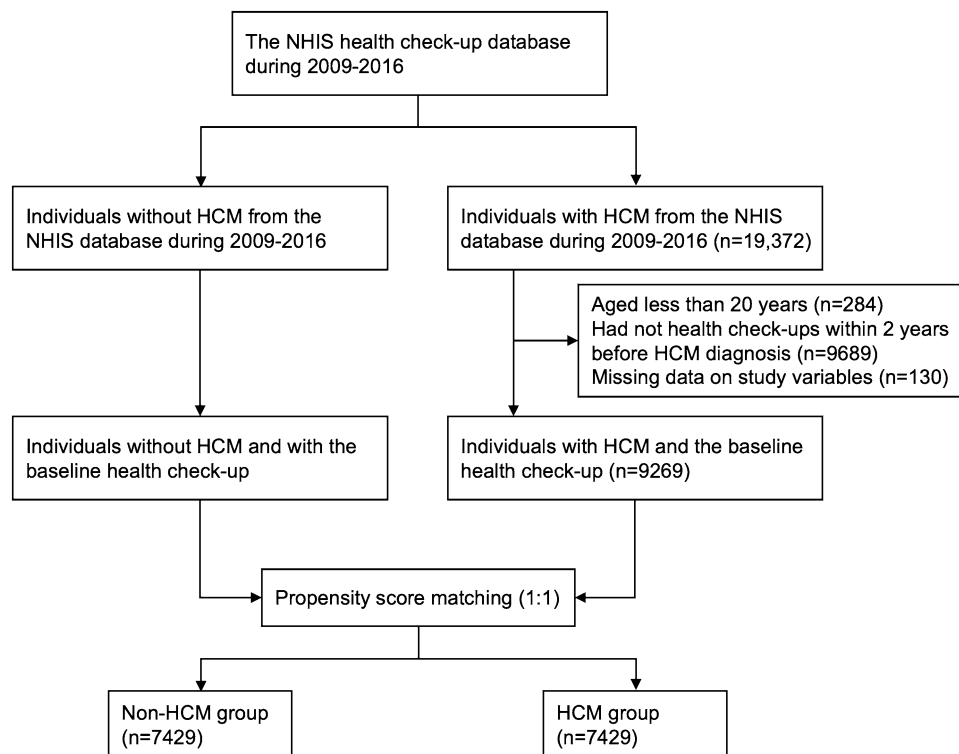 The NHIS health check-up database
during 2009-2016
Individuals without HCM from the
NHIS database during 2009-2016
Individuals with HCM from the NHIS
database during 2009-2016 (n=19,372)
Aged less than 20 years (n=284)
Had not health check-ups within 2 years
before HCM diagnosis (n=9689)
Missing data on study variables (n=130)
Individuals without HCM and with the
baseline health check-up
Individuals with HCM and the baseline
health check-up (n=9269)
Propensity score matching (1:1)
Non-HCM group
(n=7429)
HCM group
(n=7429)